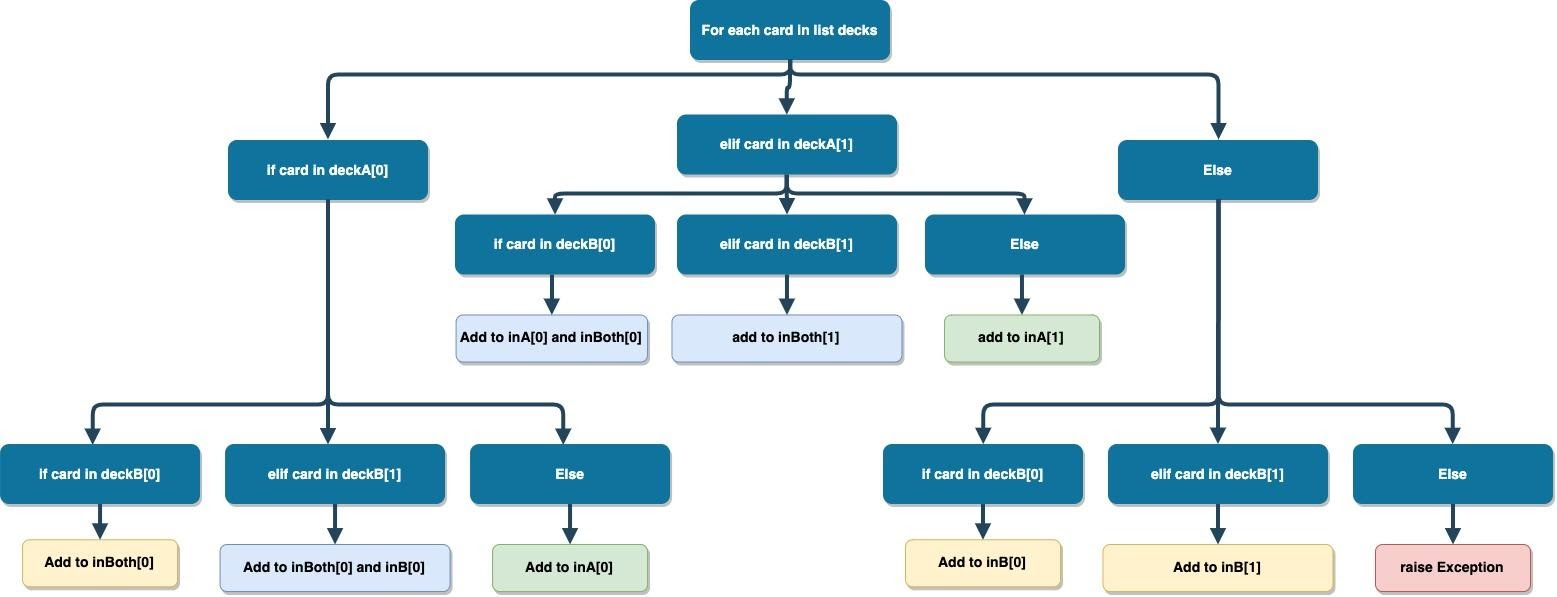 For each card in list decks
elif card in deckA[1]
if card in deckA[0]
Else
if card in deckB[0]
elif card in deckB[1]
Else
Add to inA[0] and inBoth[0]
add to inBoth[1]
add to inA[1]
if card in deckB[0]
elif card in deckB[1]
Else
if card in deckB[0]
elif card in deckB[1]
Else
Add to inBoth[0]
Add to inBoth[0] and inB[0]
Add to inA[0]
Add to inB[0]
Add to inB[1]
raise Exception